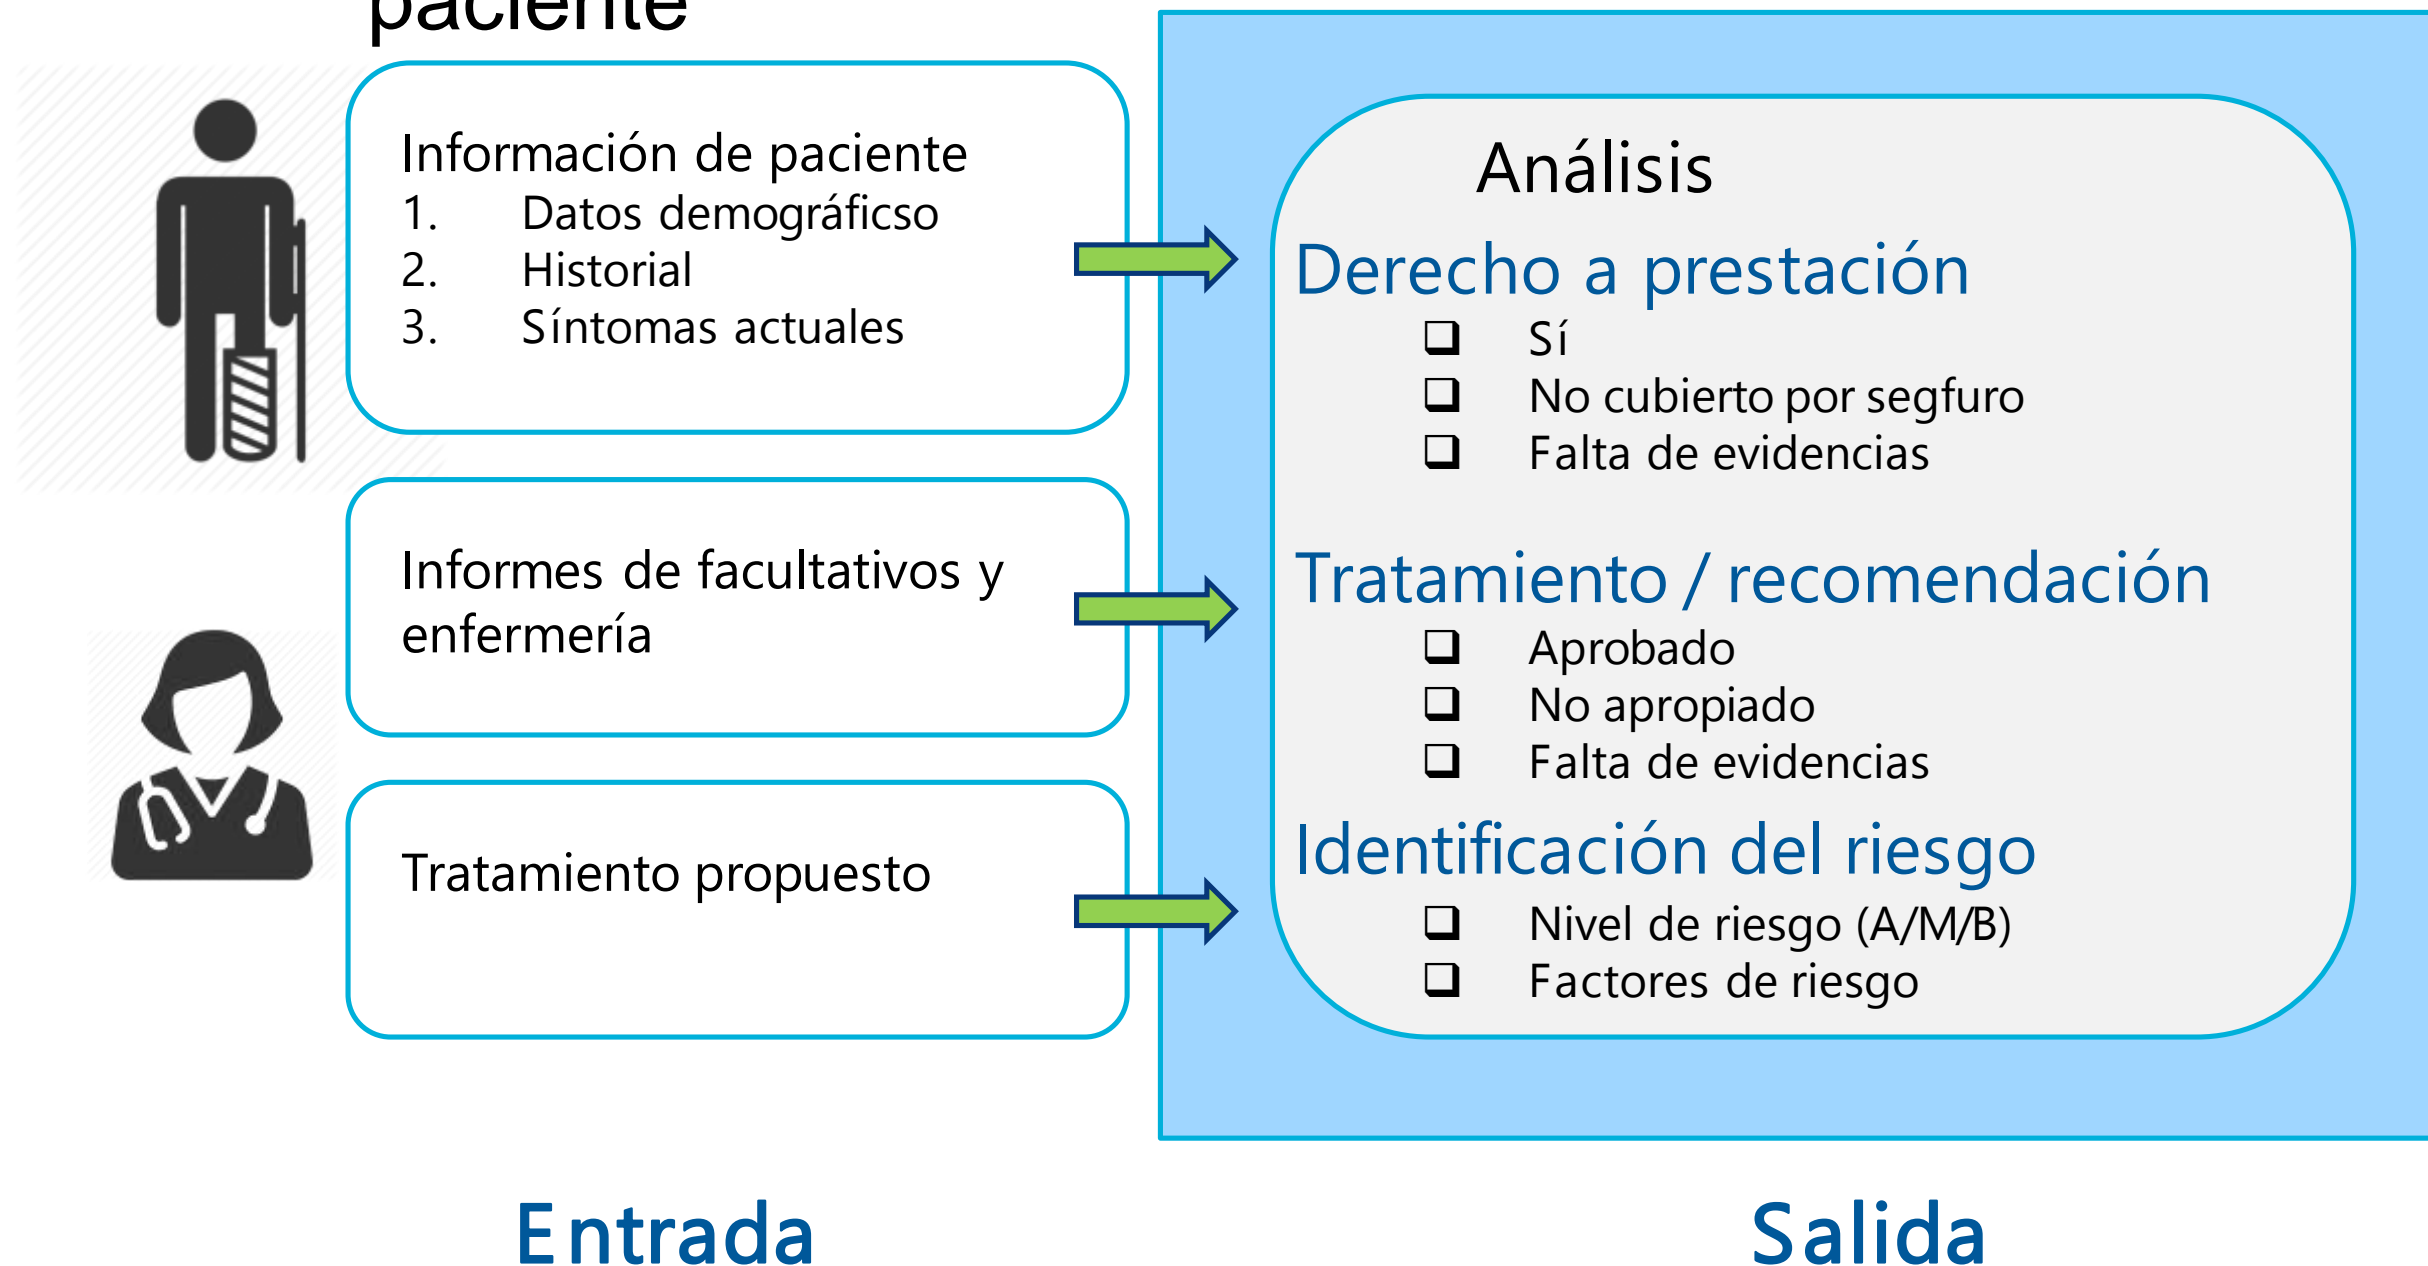 paciente
Información de paciente
1. Datos demográficso
2. Historial
3. Síntomas actuales
Informes de facultativos y
enfermería
Tratamiento propuesto
Análisis
Derecho a prestación
❑ Sí
❑ No cubierto por segfuro
❑ Falta de evidencias
Tratamiento / recomendación
❑ Aprobado
❑ No apropiado
❑ Falta de evidencias
Identificación del riesgo
❑ Nivel de riesgo (A/M/B)
❑ Factores de riesgo
Entrada
Salida